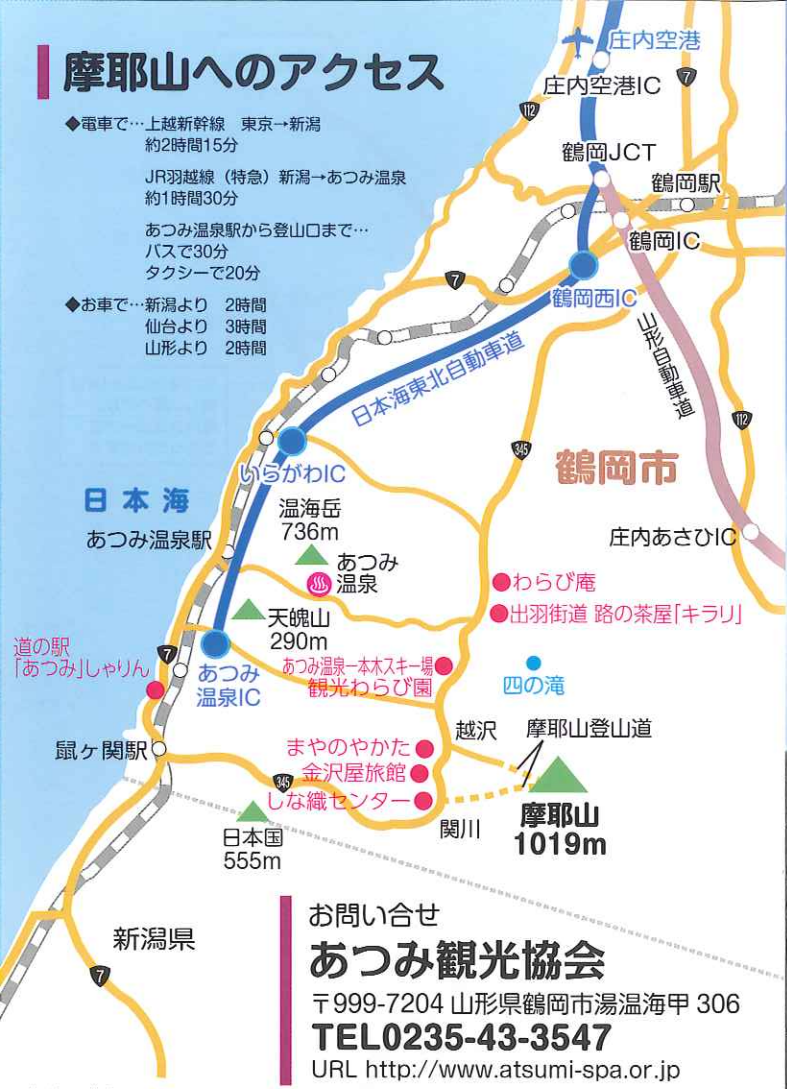 摩耶山へのアクセス
◆電車で…上越新幹線　東京→新潟
約2時間15分
JR羽越線（特急）新潟→あつみ温泉
約1時間30分
あつみ温泉駅から登山口まで…
バスで30分
タクシーで20分
◆お車で…新潟より　2時間
仙台より　3時間
山形より　2時間
庄内空港
庄内空港IC
7
112
鶴岡JCT
鶴岡駅
鶴岡IC
7
鶴岡西IC
山形自動車道
日本海東北自動車道
112
345
鶴岡市
いらがわIC
日本海
温海岳
736m
あつみ温泉駅
庄内あさひIC
あつみ
温泉
わらび庵
天魄山
290m
出羽街道 路の茶屋「キラリ」
道の駅
「あつみ」しゃりん
7
あつみ
温泉IC
あつみ温泉一本木スキー場
観光わらび園
四の滝
越沢
摩耶山登山道
鼠ヶ関駅
まやのやかた
金沢屋旅館
345
しな織センター
関川
摩耶山
1019m
日本国
555m
新潟県
7
お問い合せ
あつみ観光協会
〒999-7204 山形県鶴岡市湯温海甲 306
TEL0235-43-3547
URL http://www.atsumi-spa.or.jp